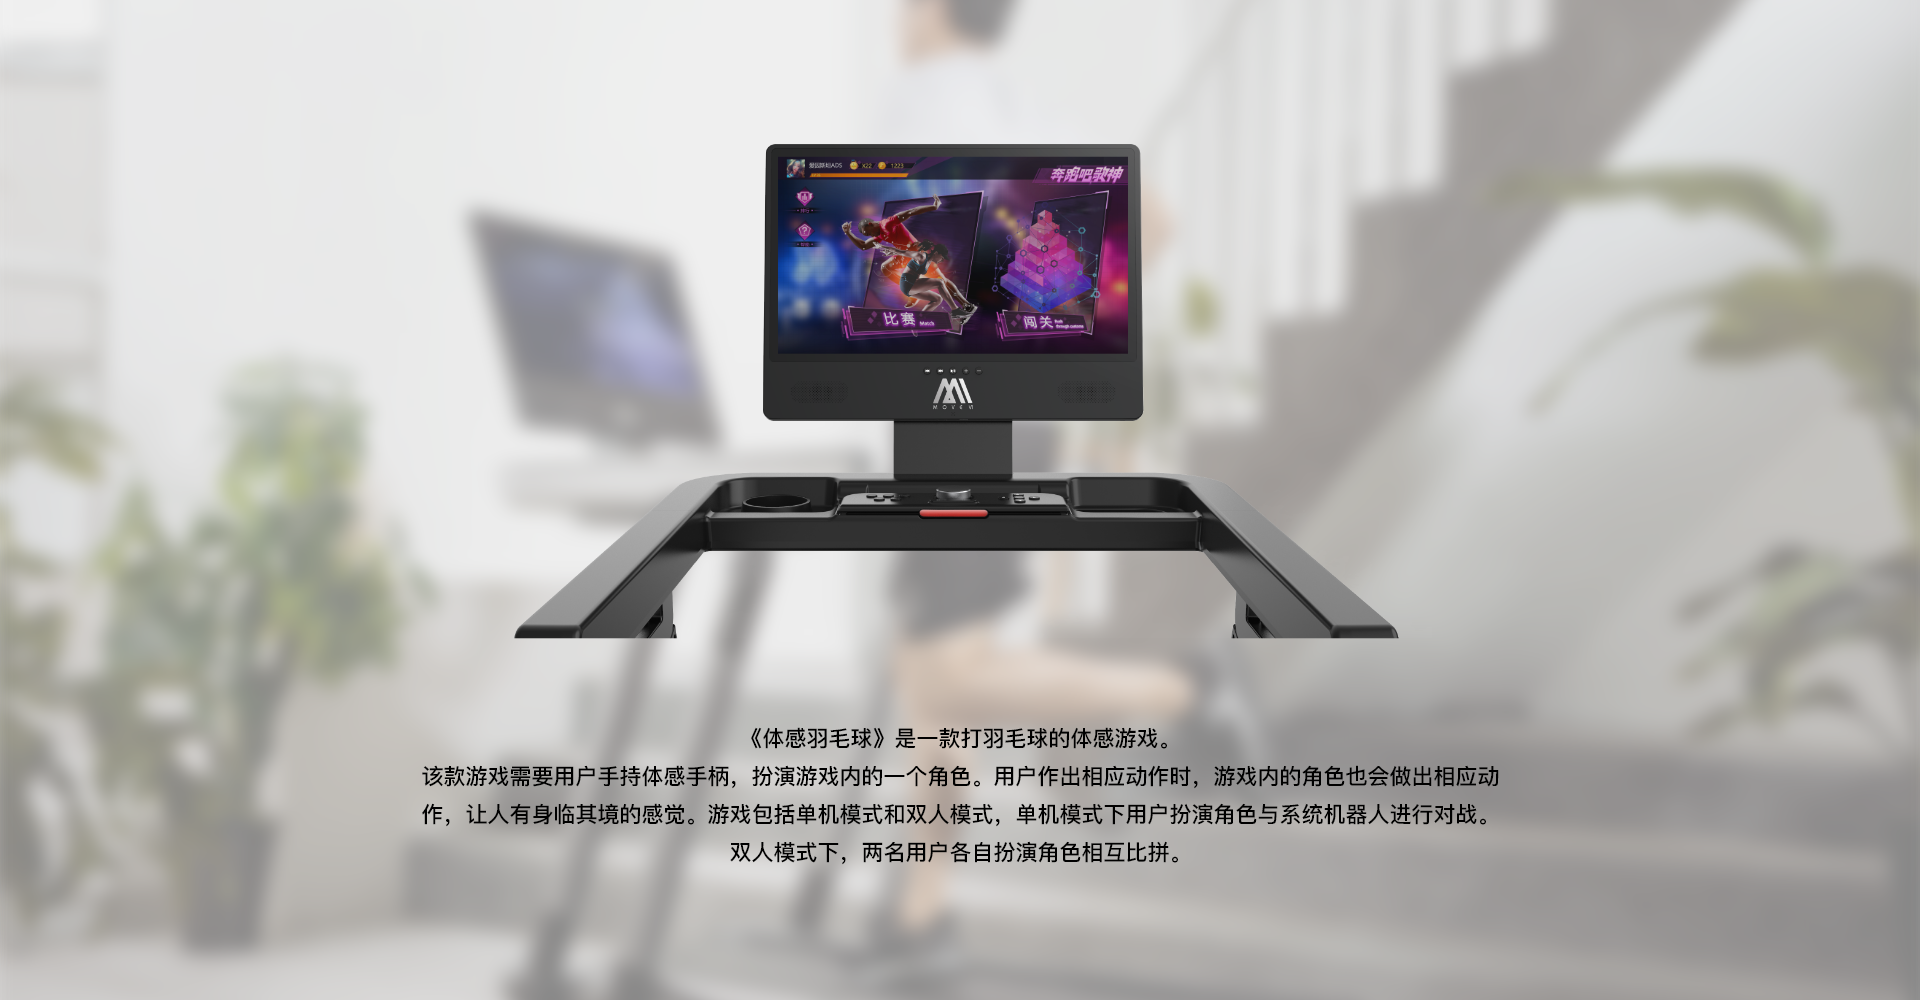 X22
1223
奔跑吧歌神
比赛 Match
闯关
MOVEN
《体感羽毛球》是一款打羽毛球的体感游戏。
该款游戏需要用户手持体感手柄，扮演游戏内的一个角色。用户作出相应动作时，游戏内的角色也会做出相应动
作，让人有身临其境的感觉。游戏包括单机模式和双人模式，单机模式下用户扮演角色与系统机器人进行对战。
双人模式下，两名用户各自扮演角色相互比拼。